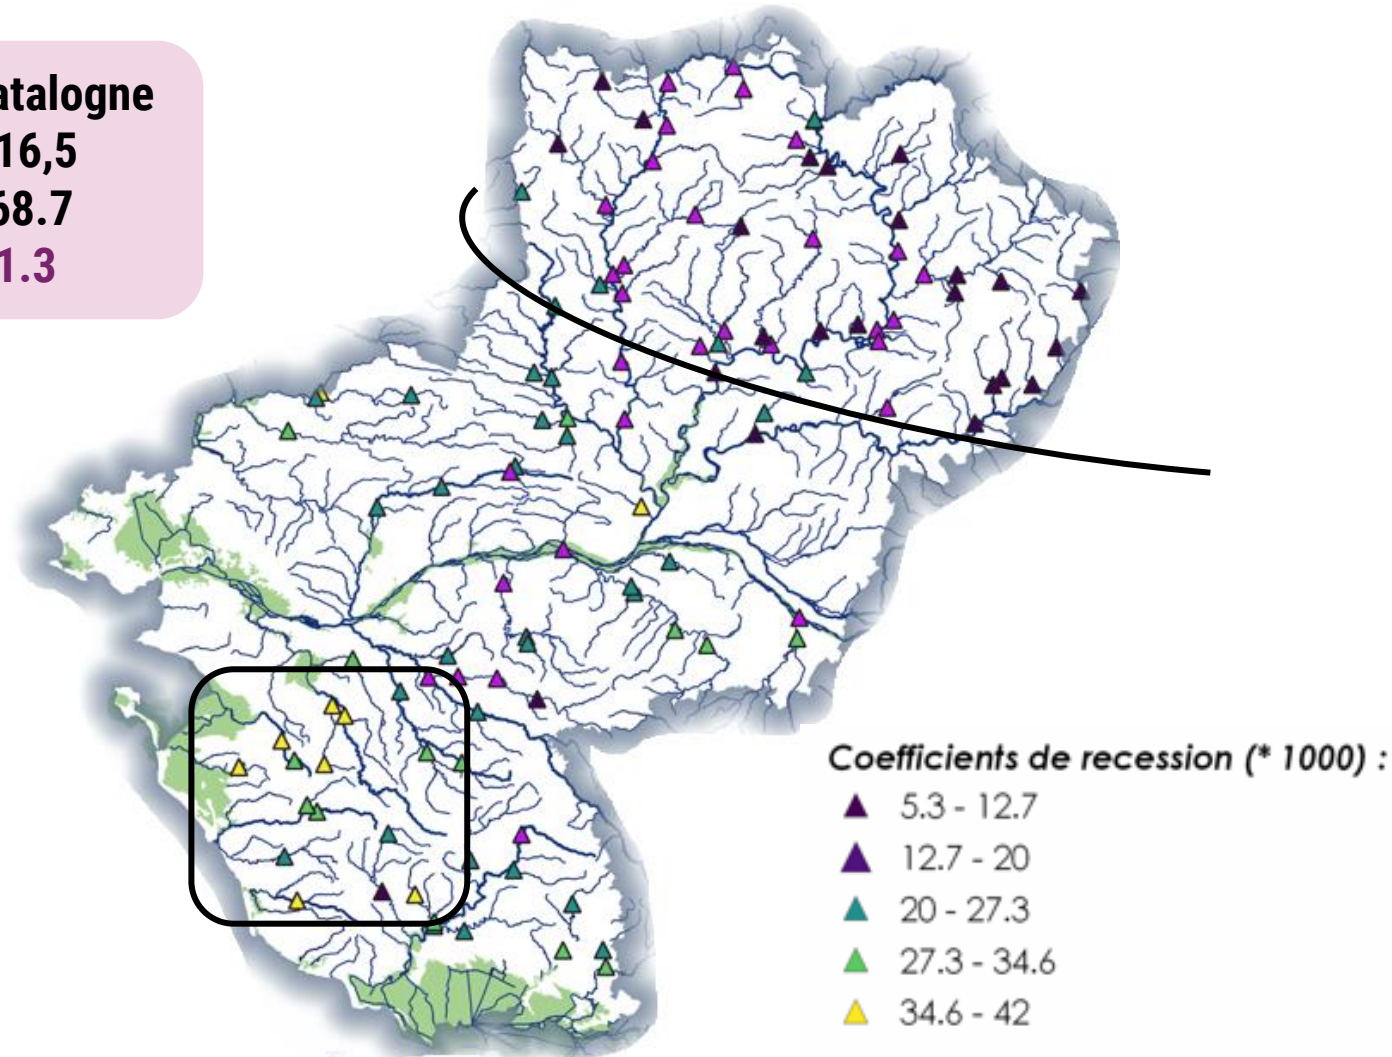 atalogne
16,5
68.7
1.3
Coefficients de recession (* 1000) :
5.3 - 12.7
12.7 - 20
20 - 27.3
27.3 - 34.6
34.6 - 42